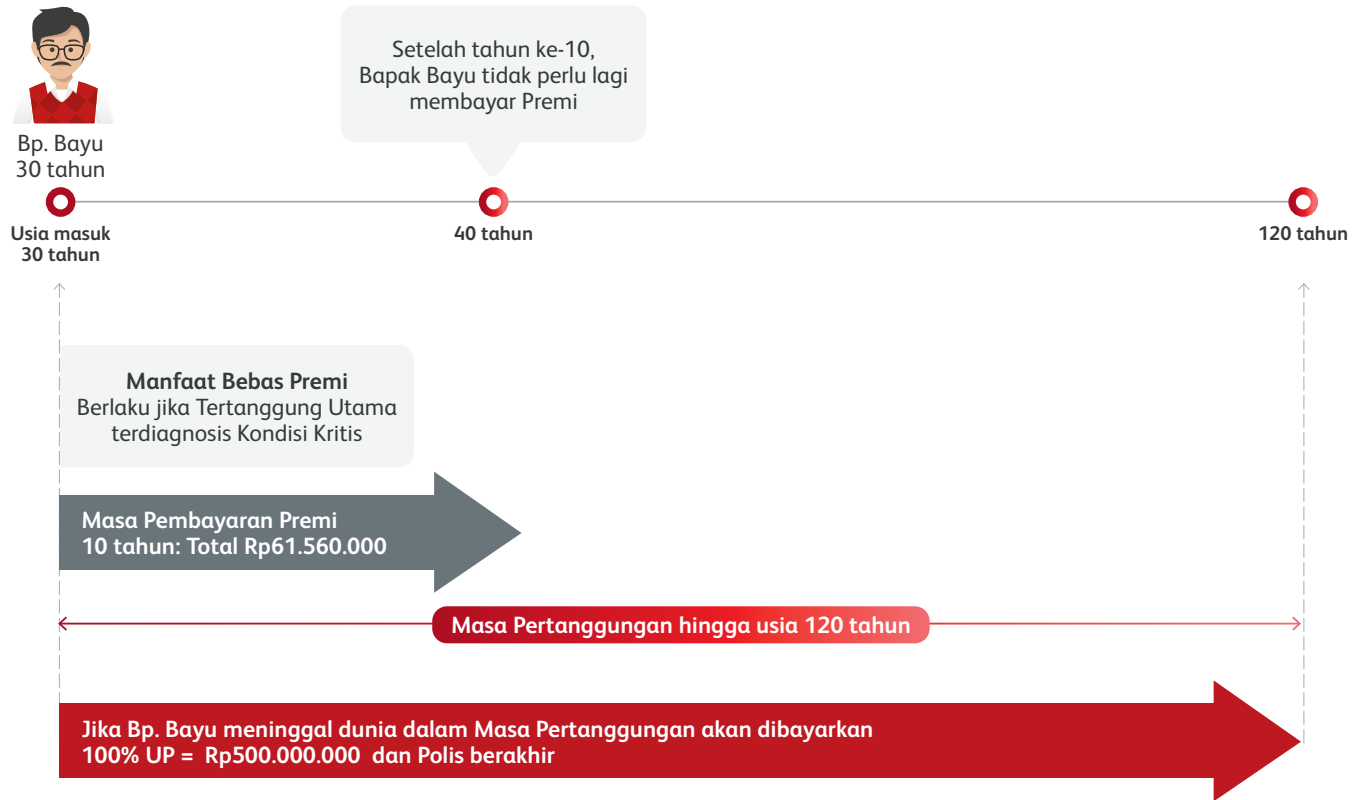 Setelah tahun ke-10,
Bapak Bayu tidak perlu lagi
membayar Premi
Bp. Bayu
30 tahun
Usia masuk
30 tahun
40 tahun
120 tahun
Manfaat Bebas Premi
Berlaku jika Tertanggung Utama
terdiagnosis Kondisi Kritis
Masa Pembayaran Premi
10 tahun: Total Rp61.560.000
Masa Pertanggungan hingga usia 120 tahun
Jika Bp. Bayu meninggal dunia dalam Masa Pertanggungan akan dibayarkan
100% UP = Rp500.000.000 dan Polis berakhir